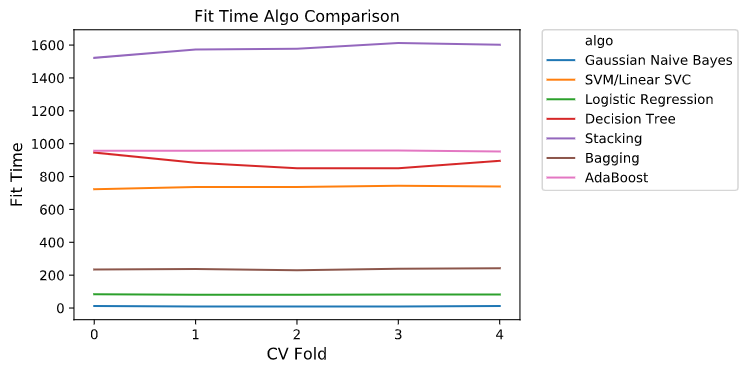 Fit Time Algo Comparison
1600
1400
1200
1000
800
600
400
200
0
Fit Time
0 1 2 3 4
CV Fold
algo
Gaussian Naive Bayes
SVM/Linear SVC
Logistic Regression
Decision Tree
Stacking
Bagging
AdaBoost